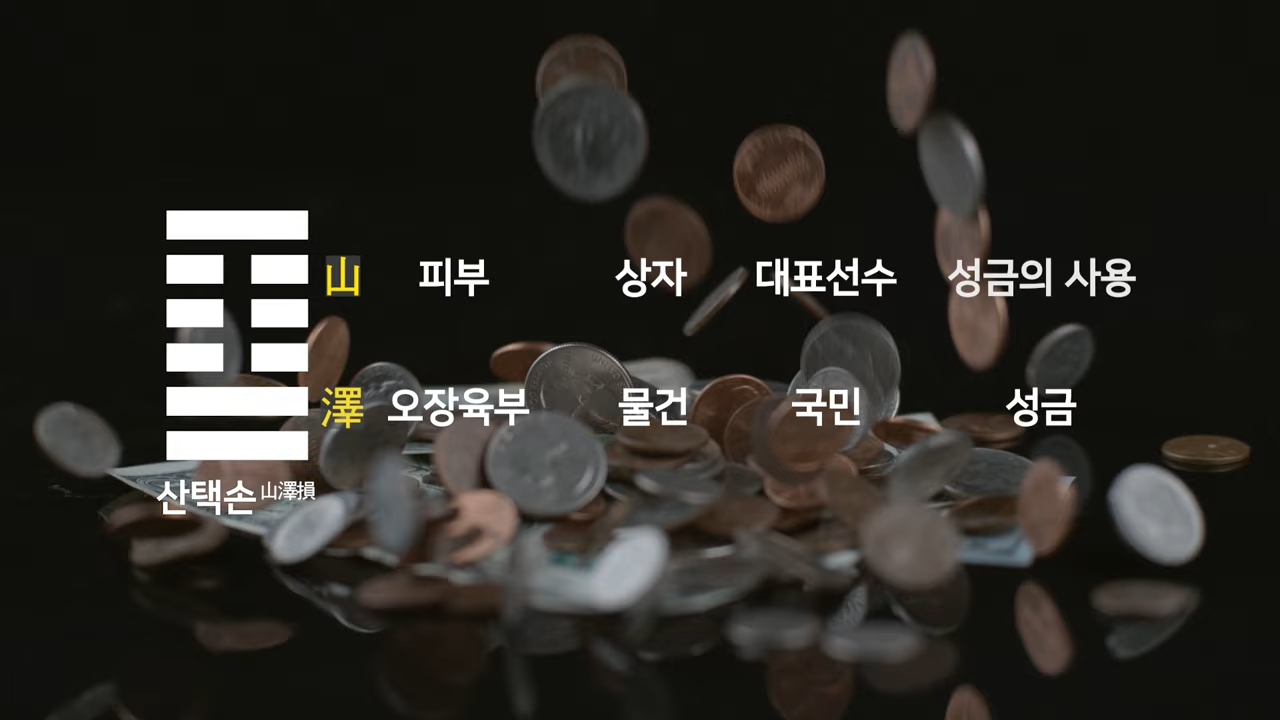 山 피부 상자 대표선수 성금의 사용
澤 오장육부 물건 국민 성금
산택손 山澤損